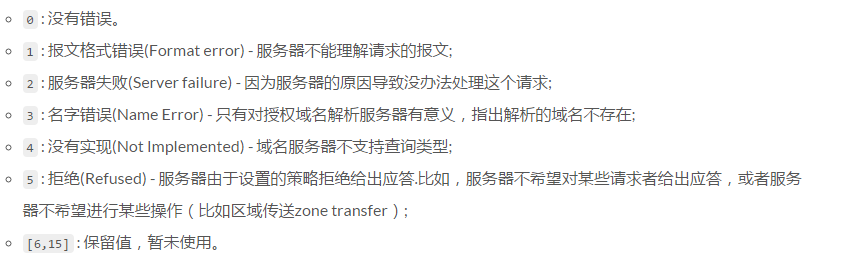 0 : 没有错误。
1 : 报文格式错误(Format error) - 服务器不能理解请求的报文;
2 : 服务器失败(Server failure) - 因为服务器的原因导致没办法处理这个请求;
3 : 名字错误(Name Error) - 只有对授权域名解析服务器有意义，指出解析的域名不存在;
4 : 没有实现(Not Implemented) - 域名服务器不支持查询类型;
5 : 拒绝(Refused) - 服务器由于设置的策略拒绝给出应答.比如，服务器不希望对某些请求者给出应答，或者服务
器不希望进行某些操作（比如区域传送zone transfer）;
[6,15] : 保留值，暂未使用。